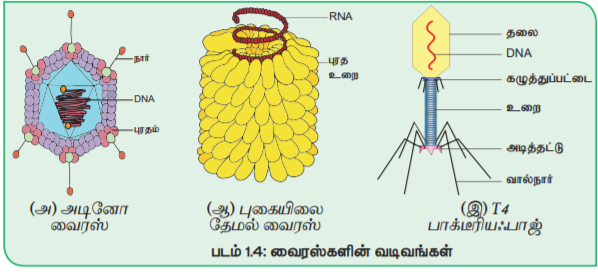 நார்
DNA
புரதம்
(அ) அடினோ
வைரஸ்
RNA
புரத
உறை
(ஆ) புகையிலை
தேமல் வைரஸ்
தலை
DNA
கழுத்துப்பட்டை
உறை
அடித்தட்டு
வால்நார்
(இ) T4
பாக்டீரியஃபாஜ்
படம் 1.4: வைரஸ்களின் வடிவங்கள்